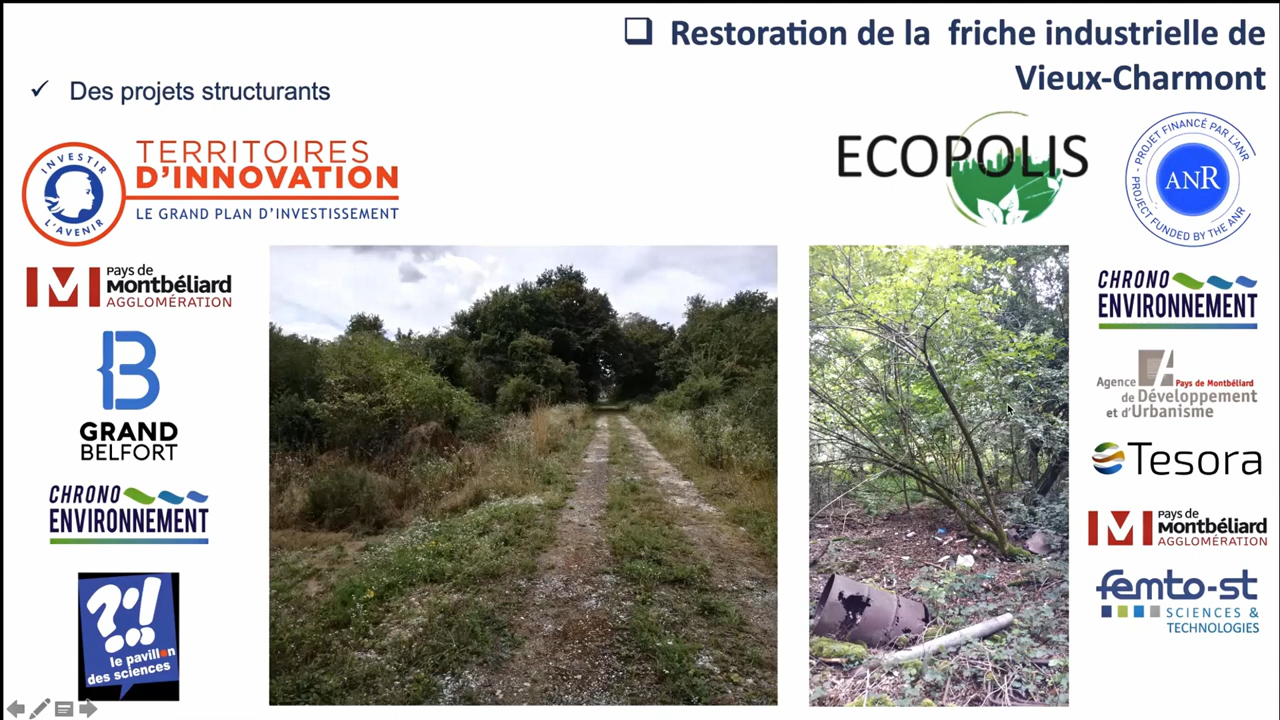 ❑ Restoration de la friche industrielle de
Vieux-Charmont
✓ Des projets structurants
INVESTIR
L'AVENIR
TERRITOIRES
D'INNOVATION
LE GRAND PLAN D'INVESTISSEMENT
Pays de
Montbéliard
AGGLOMÉRATION
B
GRAND
BELFORT
CHRONO
ENVIRONNEMENT
?!
le pavillon
des sciences
ECOPOLIS
- PROJET FINANCÉ PAR L'ANR
ANR
- PROJECT FUNDED BY THE ANR
CHRONO
ENVIRONNEMENT
Agence
Pays de Montbéliard
de Développement
et d'Urbanisme
Tesora
Pays de
Montbéliard
AGGLOMÉRATION
femto-st
SCIENCES &
TECHNOLOGIES